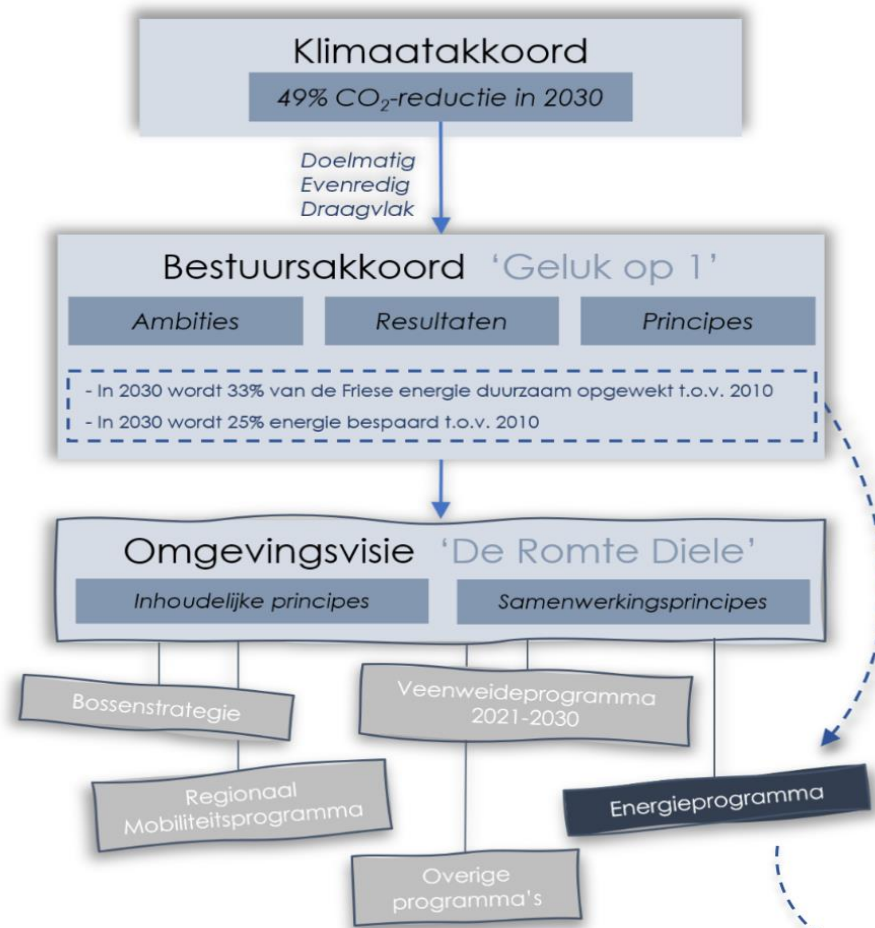 Klimaatakkoord
49% CO₂-reductie in 2030
Doelmatig
Evenredig
Draagvlak
Bestuursakkoord 'Geluk op 1'
Ambities
Resultaten
Principes
- In 2030 wordt 33% van de Friese energie duurzaam opgewekt t.o.v. 2010
- In 2030 wordt 25% energie bespaard t.o.v. 2010
Omgevingsvisie 'De Romte Diele'
Inhoudelijke principes
Samenwerkingsprincipes
Bossenstrategie
Veenweideprogramma
2021-2030
Regionaal
Mobiliteitsprogramma
Energieprogramma
Overige
programma's